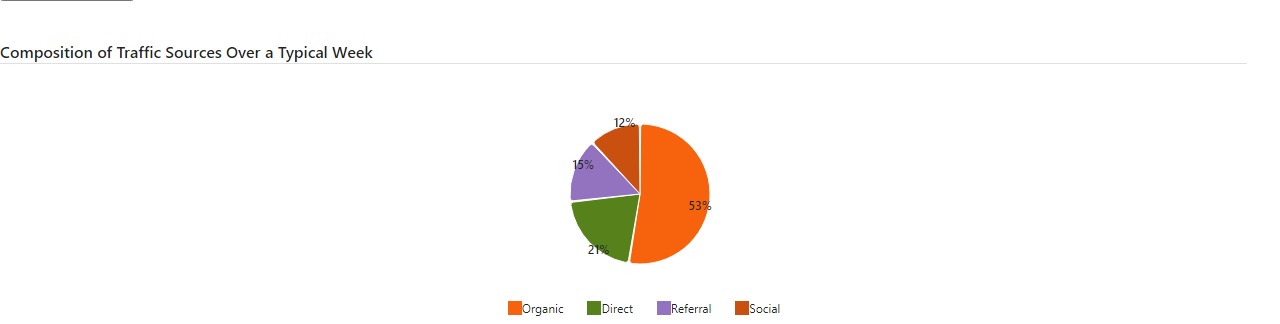 Composition of Traffic Sources Over a Typical Week
12%
15%
53%
21%
Organic Direct Referral Social